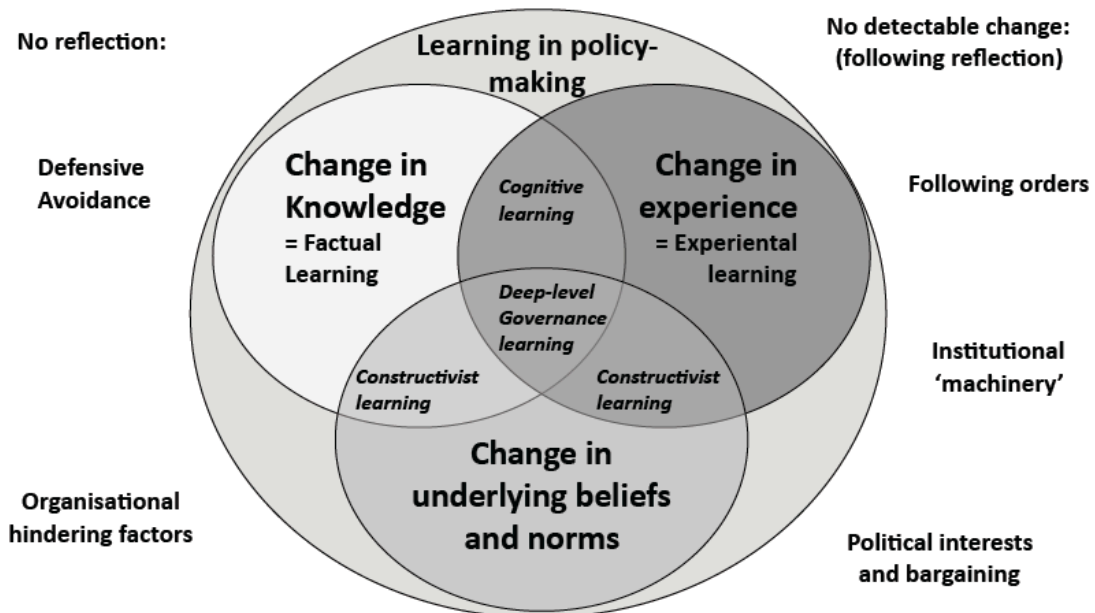 No reflection:
No detectable change:
(following reflection)
Learning in policy-
making
Defensive
Avoidance
Change in
Knowledge
= Factual
Learning
Cognitive
learning
Change in
experience
= Experiental
learning
Following orders
Deep-level
Governance
learning
Constructivist
learning
Constructivist
learning
Institutional
‘machinery’
Change in
underlying beliefs
and norms
Organisational
hindering factors
Political interests
and bargaining